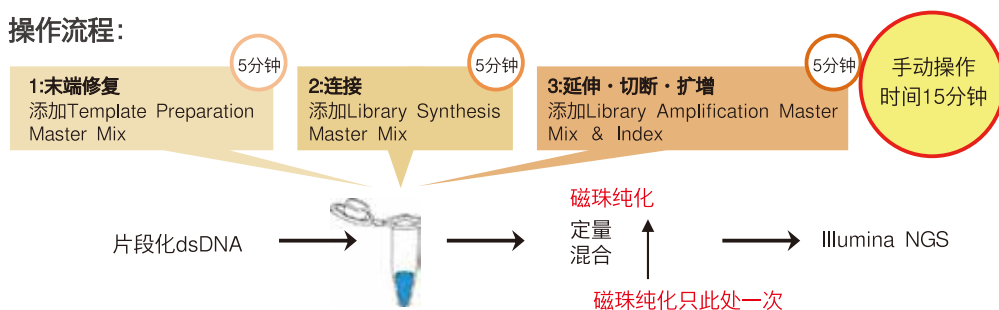 操作流程：
5分钟
1:末端修复
添加Template Preparation
Master Mix
5分钟
2:连接
添加Library Synthesis
Master Mix
5分钟
3:延伸·切断·扩增
添加Library Amplification Master
Mix & Index
手动操作
时间15分钟
片段化dsDNA
磁珠纯化
定量
混合
Illumina NGS
磁珠纯化只此处一次